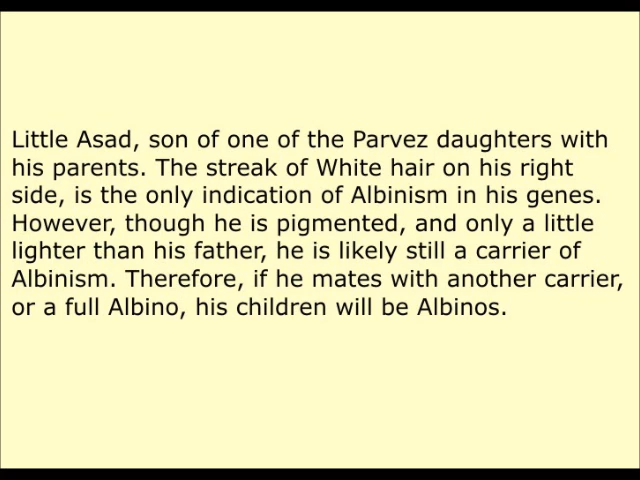 Little Asad, son of one of the Parvez daughters with
his parents. The streak of White hair on his right
side, is the only indication of Albinism in his genes.
However, though he is pigmented, and only a little
lighter than his father, he is likely still a carrier of
Albinism. Therefore, if he mates with another carrier,
or a full Albino, his children will be Albinos.